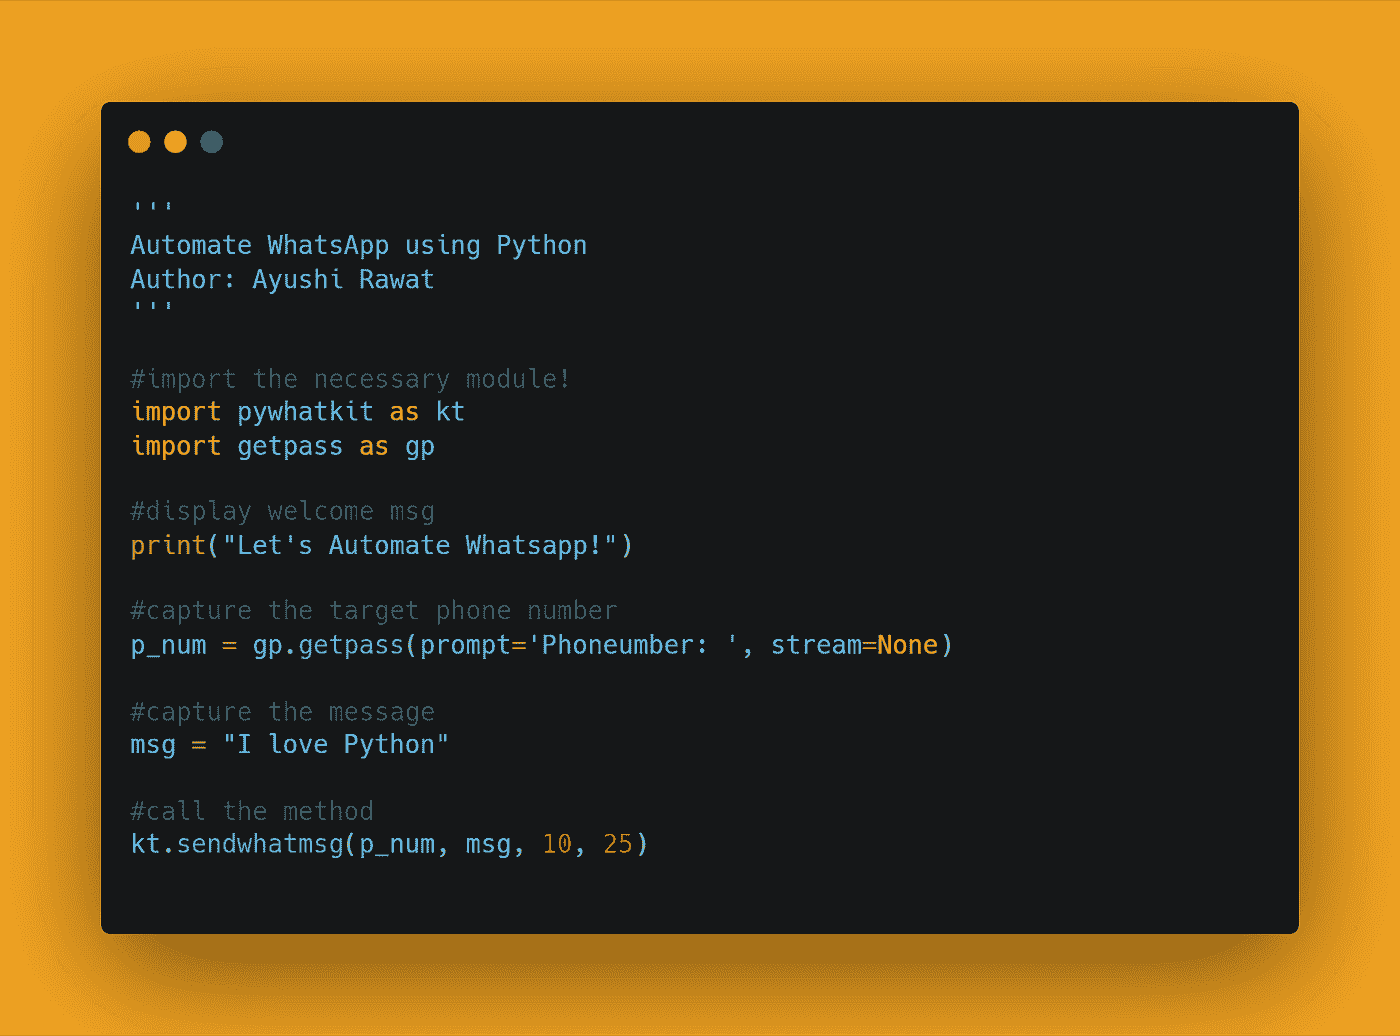 '''
Automate WhatsApp using Python
Author: Ayushi Rawat
'''
#import the necessary module!
import pywhatkit as kt
import getpass as gp
#display welcome msg
print("Let's Automate Whatsapp!")
#capture the target phone number
p_num = gp.getpass(prompt='Phoneumber: ', stream=None)
#capture the message
msg = "I love Python"
#call the method
kt.sendwhatmsg(p_num, msg, 10, 25)